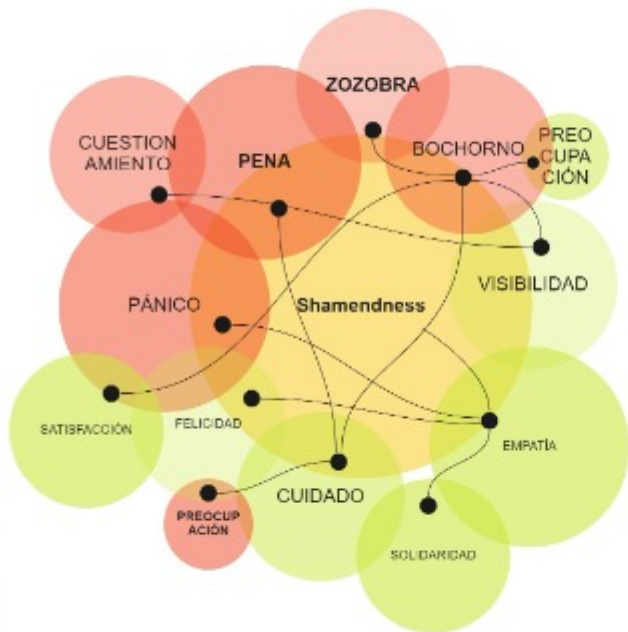 ZOZOBRA
CUESTION
AMIENTO
PENA
BOCHORNO
PREO
CUPA
CIÓN
VISIBILIDAD
PÁNICO
Shamendness
SATISFACCIÓN
FELICIDAD
EMPATÍA
CUIDADO
PREOCUP
ACIÓN
SOLIDARIDAD